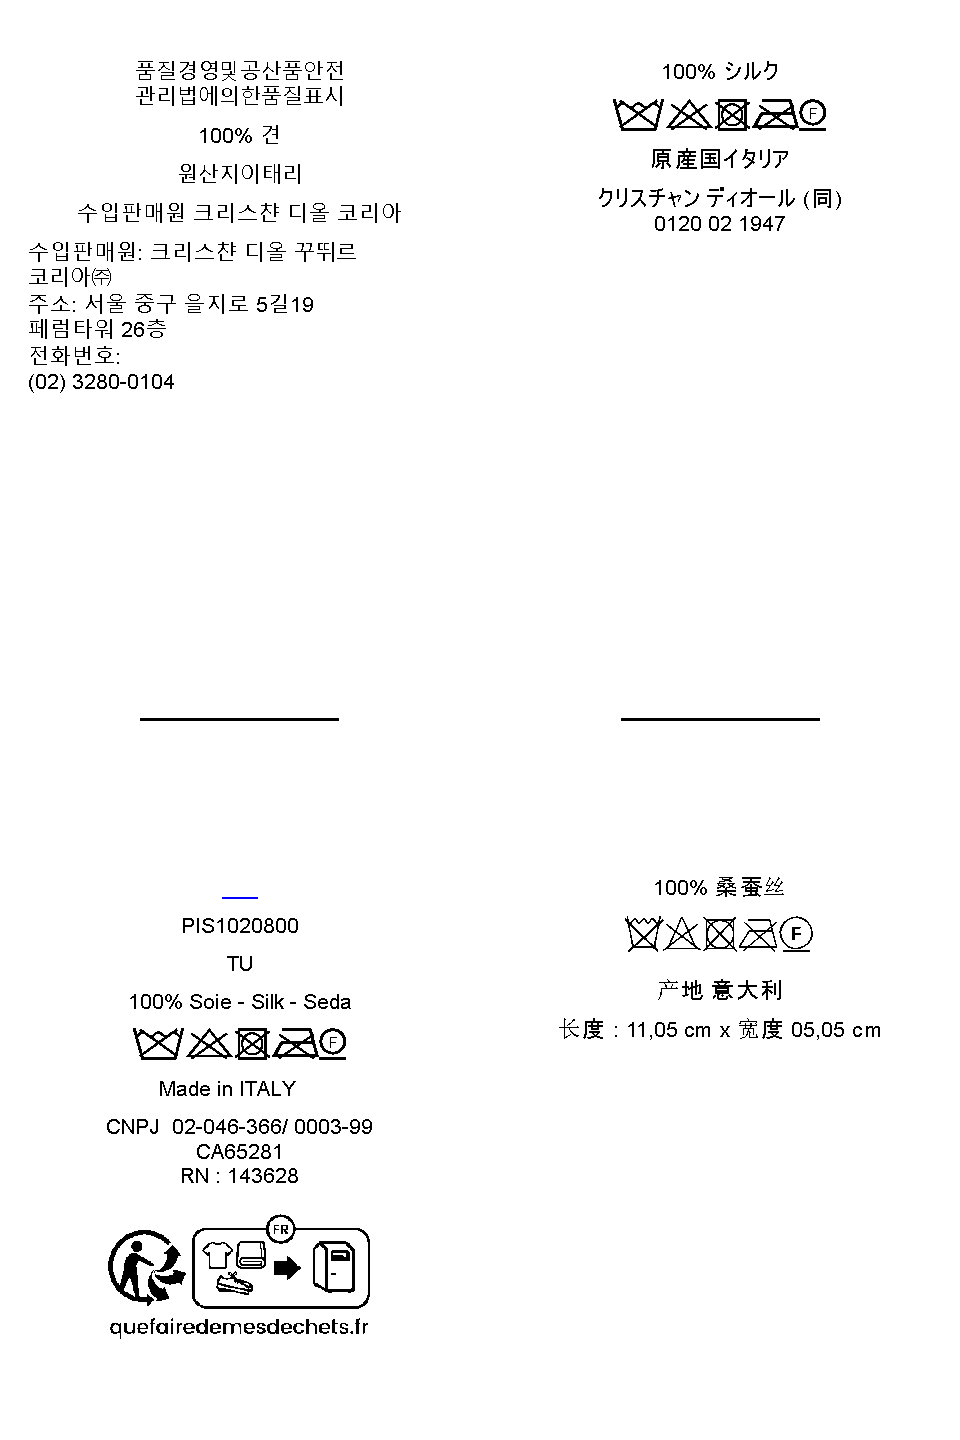 품질경영및공산품안전
관리법에의한품질표시
100% 견
원산지이태리
수입판매원 크리스챤 디올 코리아
수입판매원: 크리스챤 디올 꾸뛰르
코리아㈜
주소: 서울 중구 을지로 5길19
페럼타워 26층
전화번호:
(02) 3280-0104
100% シルク
F
原産国イタリア
クリスチャン ディオール (同)
0120 02 1947
PIS1020800
TU
100% Soie - Silk - Seda
F
Made in ITALY
CNPJ 02-046-366/ 0003-99
CA65281
RN : 143628
FR
quefairedemesdechets.fr
100% 桑蚕丝
F
产地 意大利
长度 : 11,05 cm x 宽度 05,05 cm